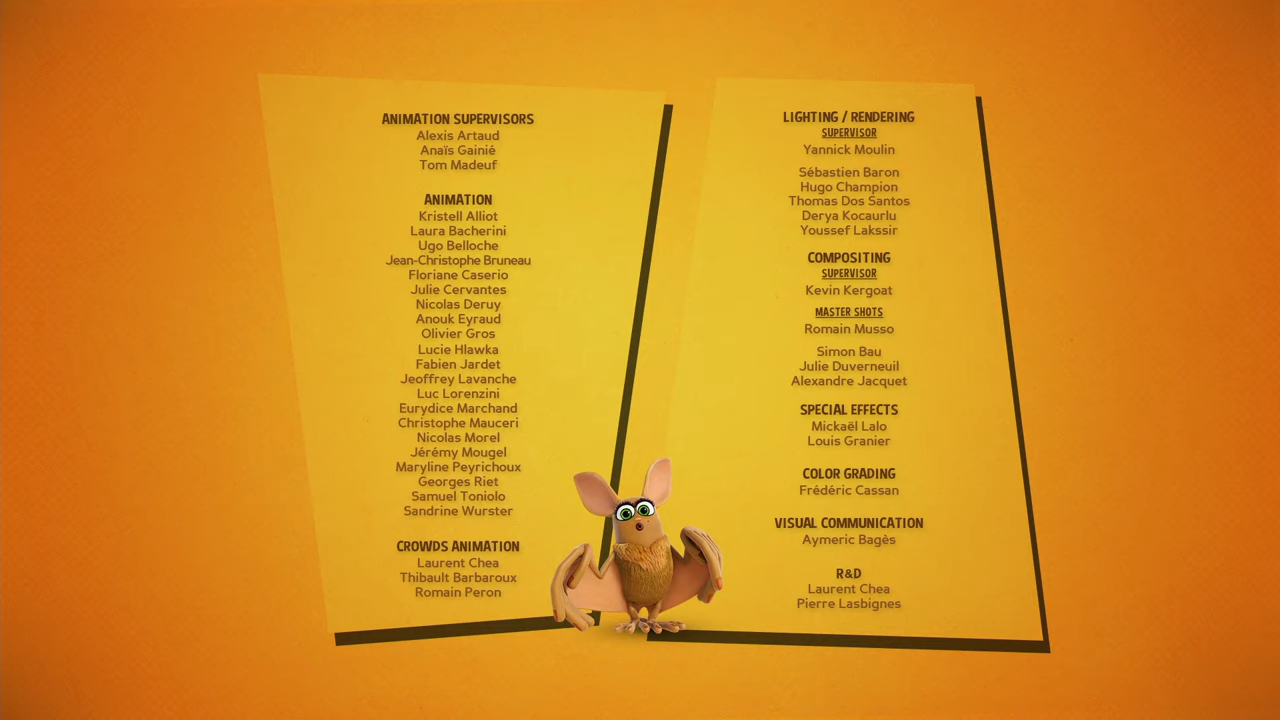 ANIMATION SUPERVISORS
Alexis Artaud
Anaïs Gainié
Tom Madeuf
ANIMATION
Kristell Alliot
Laura Bacherini
Ugo Belloche
Jean-Christophe Bruneau
Floriane Caserio
Julie Cervantes
Nicolas Deruy
Anouk Eyraud
Olivier Gros
Lucie Hlawka
Fabien Jardet
Jeoffrey Lavanche
Luc Lorenzini
Eurydice Marchand
Christophe Mauceri
Nicolas Morel
Jérémy Mougel
Maryline Peyrichoux
Georges Riet
Samuel Toniolo
Sandrine Wurster
CROWDS ANIMATION
Laurent Chea
Thibault Barbaroux
Romain Peron
LIGHTING / RENDERING
SUPERVISOR
Yannick Moulin
Sébastien Baron
Hugo Champion
Thomas Dos Santos
Derya Kocaurlu
Youssef Lakssir
COMPOSITING
SUPERVISOR
Kevin Kergoat
MASTER SHOTS
Romain Musso
Simon Bau
Julie Duverneuil
Alexandre Jacquet
SPECIAL EFFECTS
Mickaël Lalo
Louis Granier
COLOR GRADING
Frédéric Cassan
VISUAL COMMUNICATION
Aymeric Bagès
R&D
Laurent Chea
Pierre Lasbignes